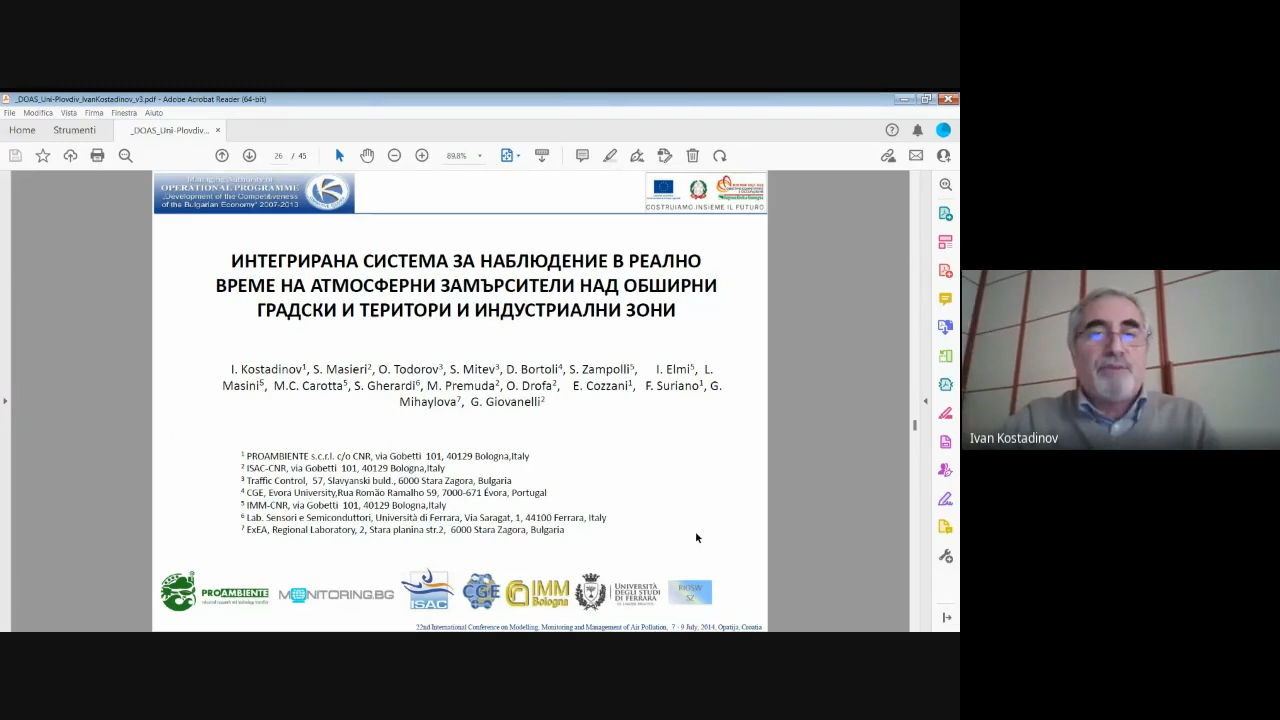 _DOAS_Uni-Plovdiv_IvanKostadinov_v3.pdf - Adobe Acrobat Reader (64-bit)
File Modifica Vista Firma Finestra Aiuto
Home Strumenti _DOAS_Uni-Plovdiv... ×
26 / 45 89.8%
OPERATIONAL PROGRAMME
"Development of the Competitiveness
of the Bulgarian Economy" 2007-2013
COSTRUIAMO INSIEME IL FUTURO
ИНТЕГРИРАНА СИСТЕМА ЗА НАБЛЮДЕНИЕ В РЕАЛНО
ВРЕМЕ НА АТМОСФЕРНИ ЗАМЪРСИТЕЛИ НАД ОБШИРНИ
ГРАДСКИ И ТЕРИТОРИ И ИНДУСТРИАЛНИ ЗОНИ
I. Kostadinov¹, S. Masieri², O. Todorov³, S. Mitev³, D. Bortoli⁴, S. Zampolli⁵, I. Elmi⁵, L.
Masini⁵, M.C. Carotta⁵, S. Gherardi⁶, M. Premuda², O. Drofa², E. Cozzani¹, F. Suriano¹, G.
Mihaylova⁷, G. Giovanelli²
¹ PROAMBIENTE s.c.r.l. c/o CNR, via Gobetti 101, 40129 Bologna,Italy
² ISAC-CNR, via Gobetti 101, 40129 Bologna,Italy
³ Traffic Control, 57, Slavyanski buld., 6000 Stara Zagora, Bulgaria
⁴ CGE, Evora University,Rua Romão Ramalho 59, 7000-671 Évora, Portugal
⁵ IMM-CNR, via Gobetti 101, 40129 Bologna,Italy
⁶ Lab. Sensori e Semiconduttori, Università di Ferrara, Via Saragat, 1, 44100 Ferrara, Italy
⁷ ExEA, Regional Laboratory, 2, Stara planina str.2, 6000 Stara Zagora, Bulgaria
PROAMBIENTE
MONITORING.BG
ISAC
CGE
IMM
Bologna
UNIVERSITÀ
DEGLI STUDI
DI FERRARA
22nd International Conference on Modelling, Monitoring and Management of Air Pollution, 7 - 9 July, 2014, Opatija, Croatia
Ivan Kostadinov